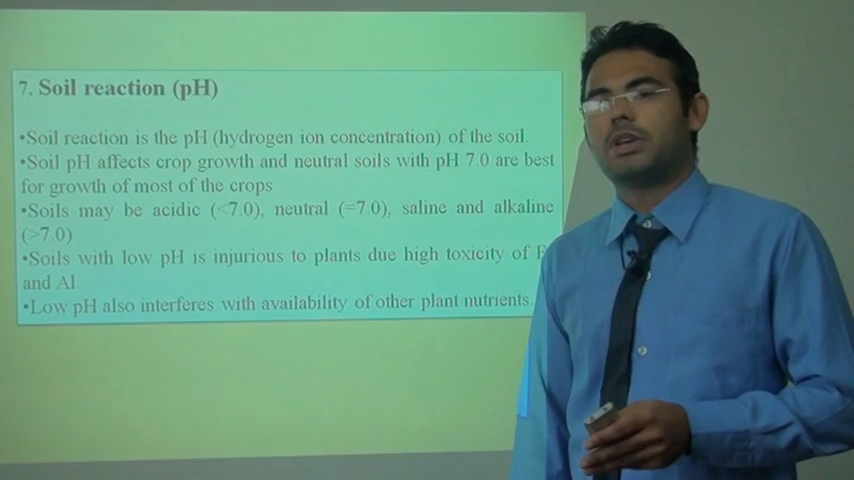 7. Soil reaction (pH)
•Soil reaction is the pH (hydrogen ion concentration) of the soil.
•Soil pH affects crop growth and neutral soils with pH 7.0 are best
for growth of most of the crops
•Soils may be acidic (<7.0), neutral (=7.0), saline and alkaline
(>7.0)
•Soils with low pH is injurious to plants due high toxicity of
and Al.
•Low pH also interferes with availability of other plant nutrients.